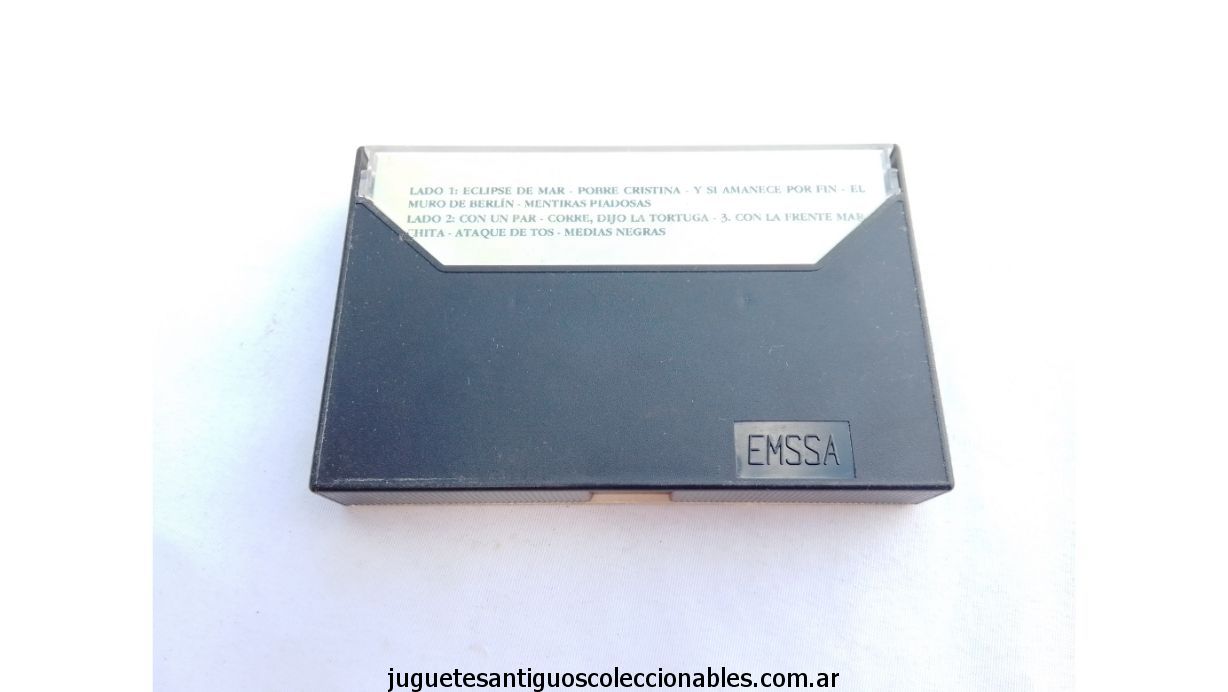 LADO 1: ECLIPSE DE MAR - POBRE CRISTINA - Y SI AMANECE POR FIN - EL
MURO DE BERLÍN - MENTIRAS PIADOSAS
LADO 2: CON UN PAR - CORRE, DIJO LA TORTUGA - 3. CON LA FRENTE MAR-
CHITA - ATAQUE DE TOS - MEDIAS NEGRAS
EMSSA
juguetesantiguoscoleccionables.com.ar